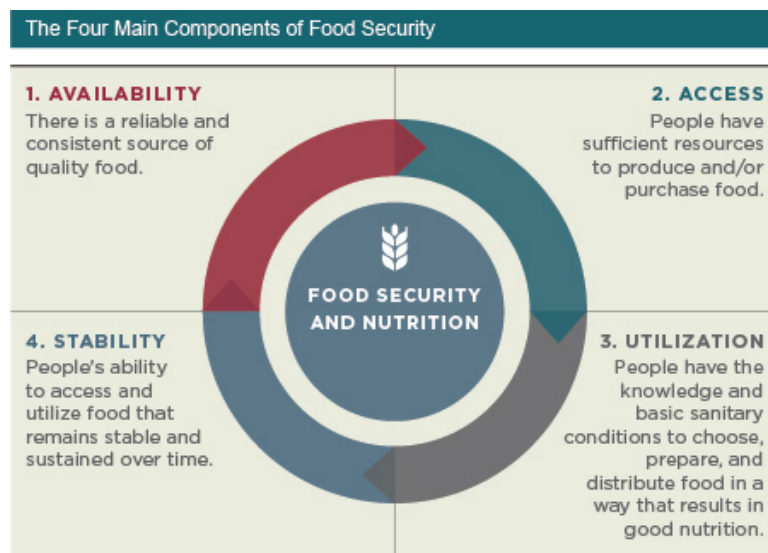 The Four Main Components of Food Security
1. AVAILABILITY
There is a reliable and
consistent source of
quality food.
2. ACCESS
People have
sufficient resources
to produce and/or
purchase food.
FOOD SECURITY
AND NUTRITION
3. UTILIZATION
People have the
knowledge and
basic sanitary
conditions to choose,
prepare, and
distribute food in a
way that results in
good nutrition.
4. STABILITY
People's ability
to access and
utilize food that
remains stable and
sustained over time.